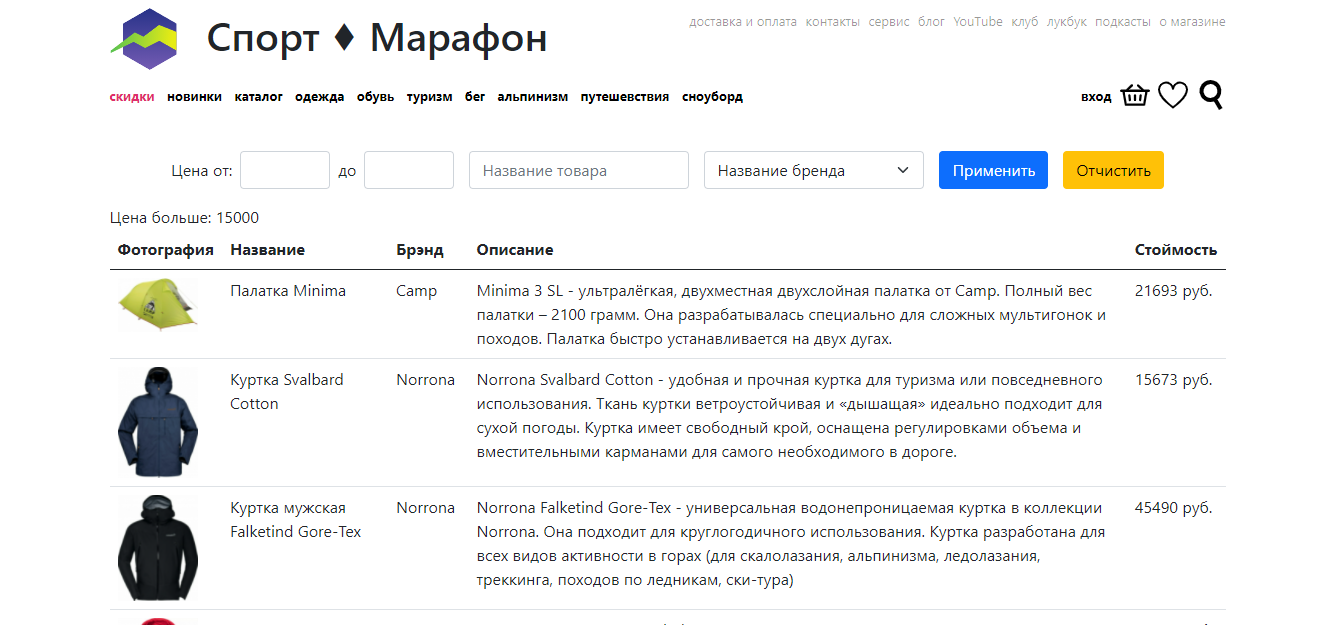 Спорт ♦ Марафон
доставка и оплата контакты сервис блог YouTube клуб лукбук подкасты о магазине
скидки новинки каталог одежда обувь туризм бег альпинизм путешествия сноуборд
вход
Цена от: до Название товара Название бренда Применить Отчистить
Цена больше: 15000
Фотография Название Брэнд Описание Стоимость
Палатка Minima
Camp
Minima 3 SL - ультралёгкая, двухместная двухслойная палатка от Camp. Полный вес
палатки – 2100 грамм. Она разрабатывалась специально для сложных мультигонок и
походов. Палатка быстро устанавливается на двух дугах.
21693 руб.
Куртка Svalbard
Cotton
Norrona
Norrona Svalbard Cotton - удобная и прочная куртка для туризма или повседневного
использования. Ткань куртки ветроустойчивая и «дышащая» идеально подходит для
сухой погоды. Куртка имеет свободный крой, оснащена регулировками объема и
вместительными карманами для самого необходимого в дороге.
15673 руб.
Куртка мужская
Falketind Gore-Tex
Norrona
Norrona Falketind Gore-Tex - универсальная водонепроницаемая куртка в коллекции
Norrona. Она подходит для круглогодичного использования. Куртка разработана для
всех видов активности в горах (для скалолазания, альпинизма, ледолазания,
треккинга, походов по ледникам, ски-тура)
45490 руб.